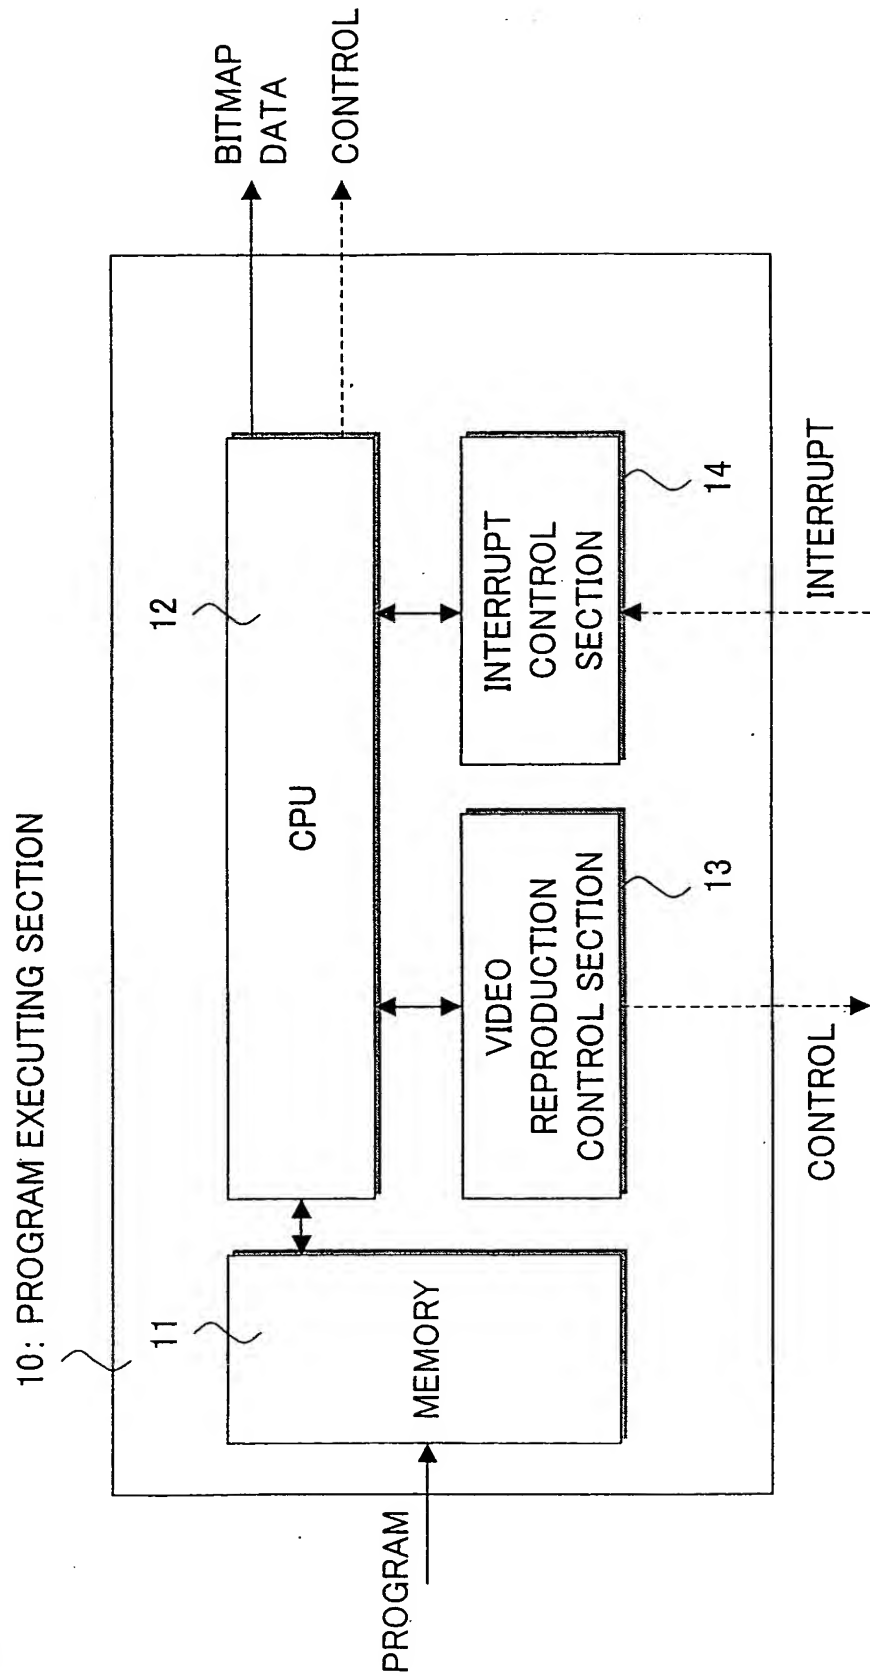 10: PROGRAM EXECUTING SECTION
BITMAP
DATA
CONTROL
12
CPU
11
MEMORY
PROGRAM
VIDEO
REPRODUCTION
CONTROL SECTION
13
INTERRUPT
CONTROL
SECTION
14
CONTROL
INTERRUPT